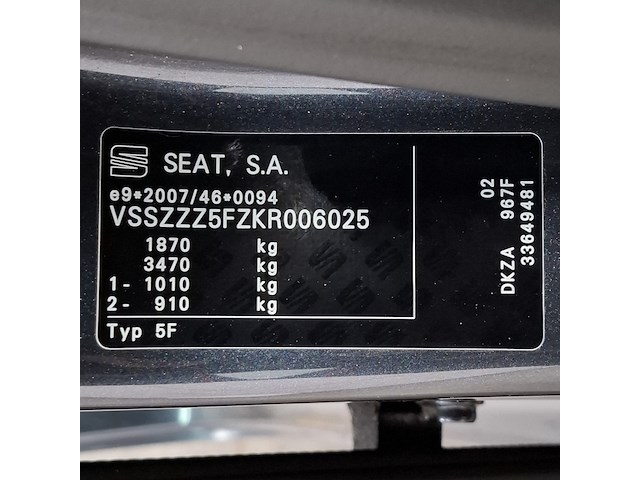 SEAT, S.A.
e9*2007/46*0094
VSSZZZ5FZKR006025
1870 kg
3470 kg
1- 1010 kg
2- 910 kg
Typ 5F
02
DKZA 967F
33649481